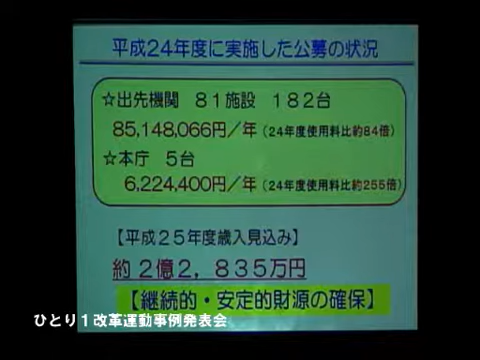 平成24年度に実施した公募の状況
☆出先機関　81施設　182台
85,148,066円／年（24年度使用料比約84倍）
☆本庁　5台
6,224,400円／年（24年度使用料比約255倍）
【平成25年度歳入見込み】
約2億2,835万円
【継続的・安定的財源の確保】
ひとり1改革運動事例発表会